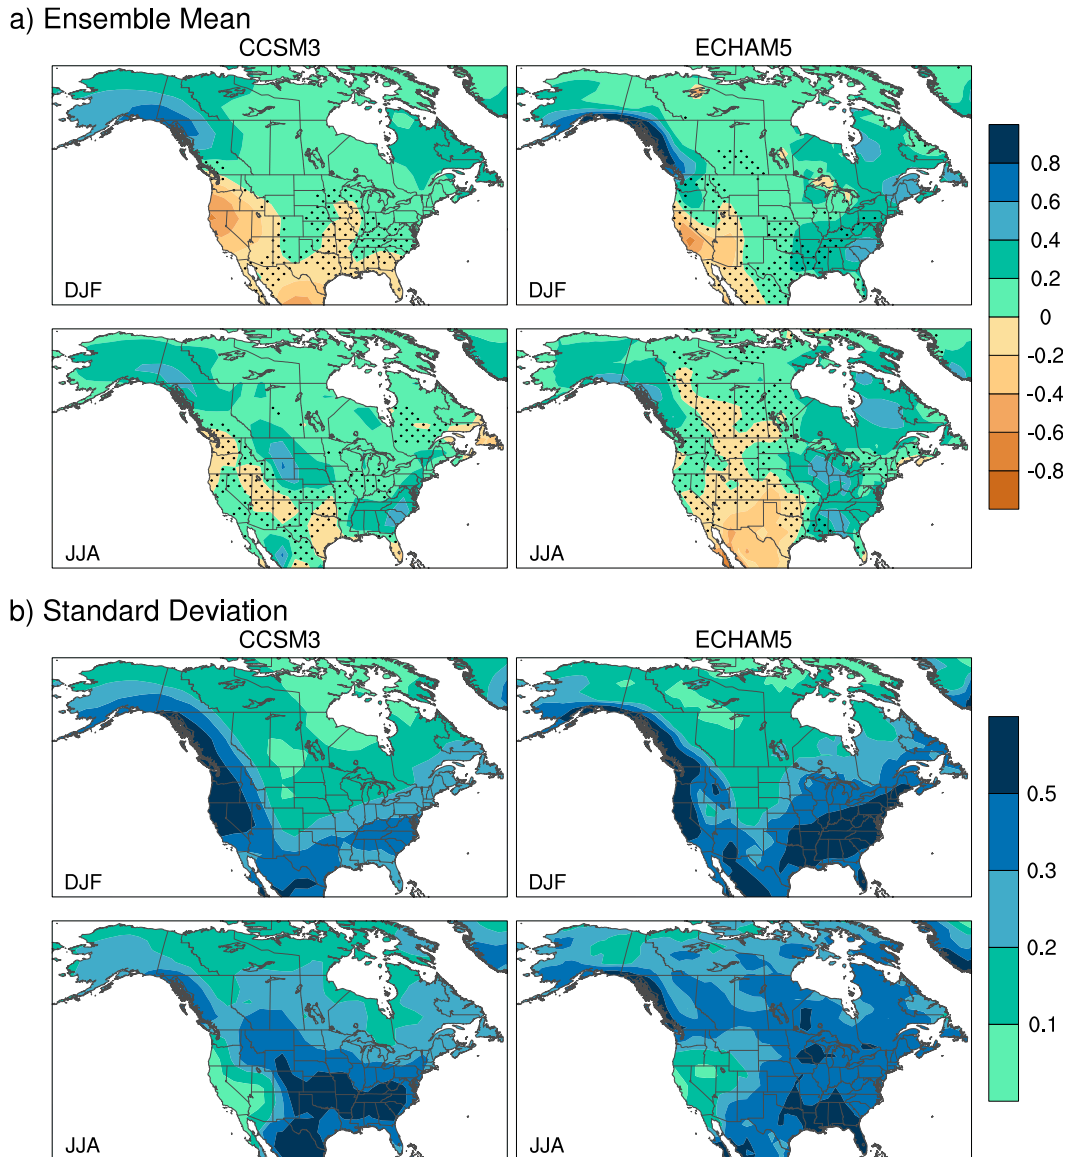 a) Ensemble Mean
CCSM3 ECHAM5
DJF DJF
JJA JJA
0.8
0.6
0.4
0.2
0
-0.2
-0.4
-0.6
-0.8
b) Standard Deviation
CCSM3 ECHAM5
DJF DJF
JJA JJA
0.5
0.3
0.2
0.1